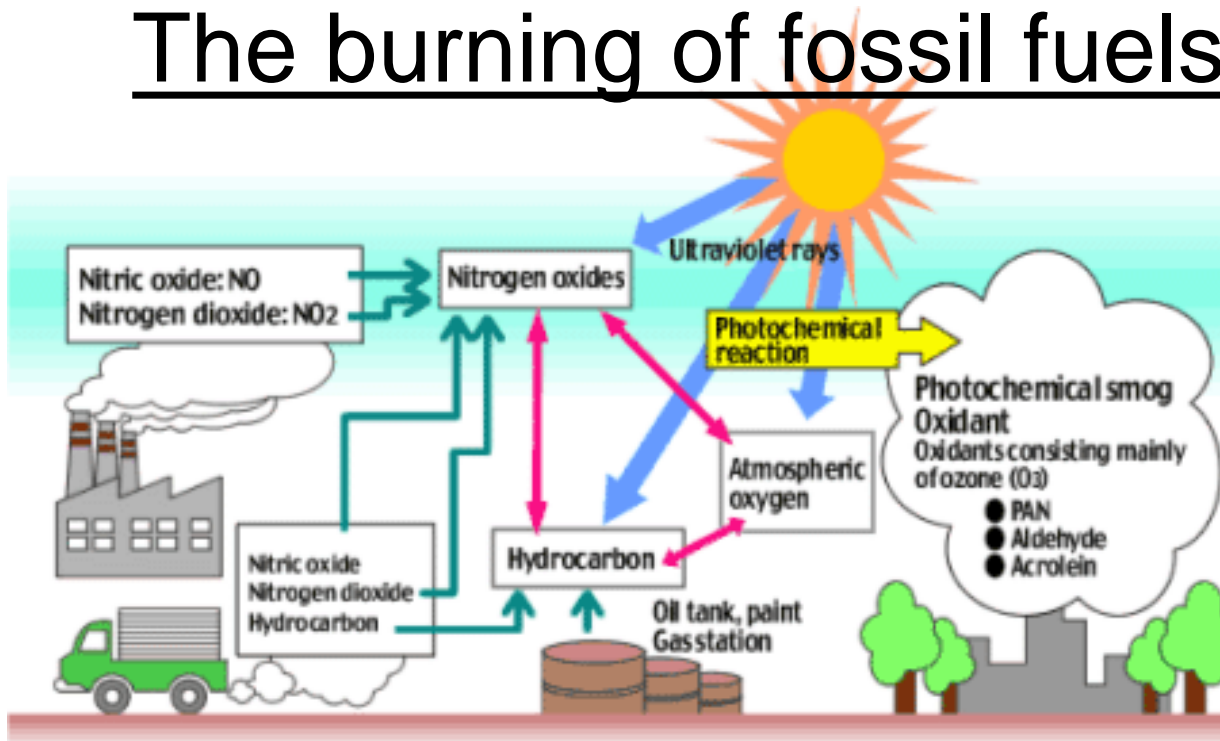 The burning of fossil fuels
Ultraviolet rays
Nitric oxide: NO
Nitrogen dioxide: NO2
Nitrogen oxides
Photochemical
reaction
Photochemical smog
Oxidant
Oxidants consisting mainly
of ozone (O3)
● PAN
● Aldehyde
● Acrolein
Atmospheric
oxygen
Nitric oxide
Nitrogen dioxide
Hydrocarbon
Hydrocarbon
Oil tank, paint
Gas station